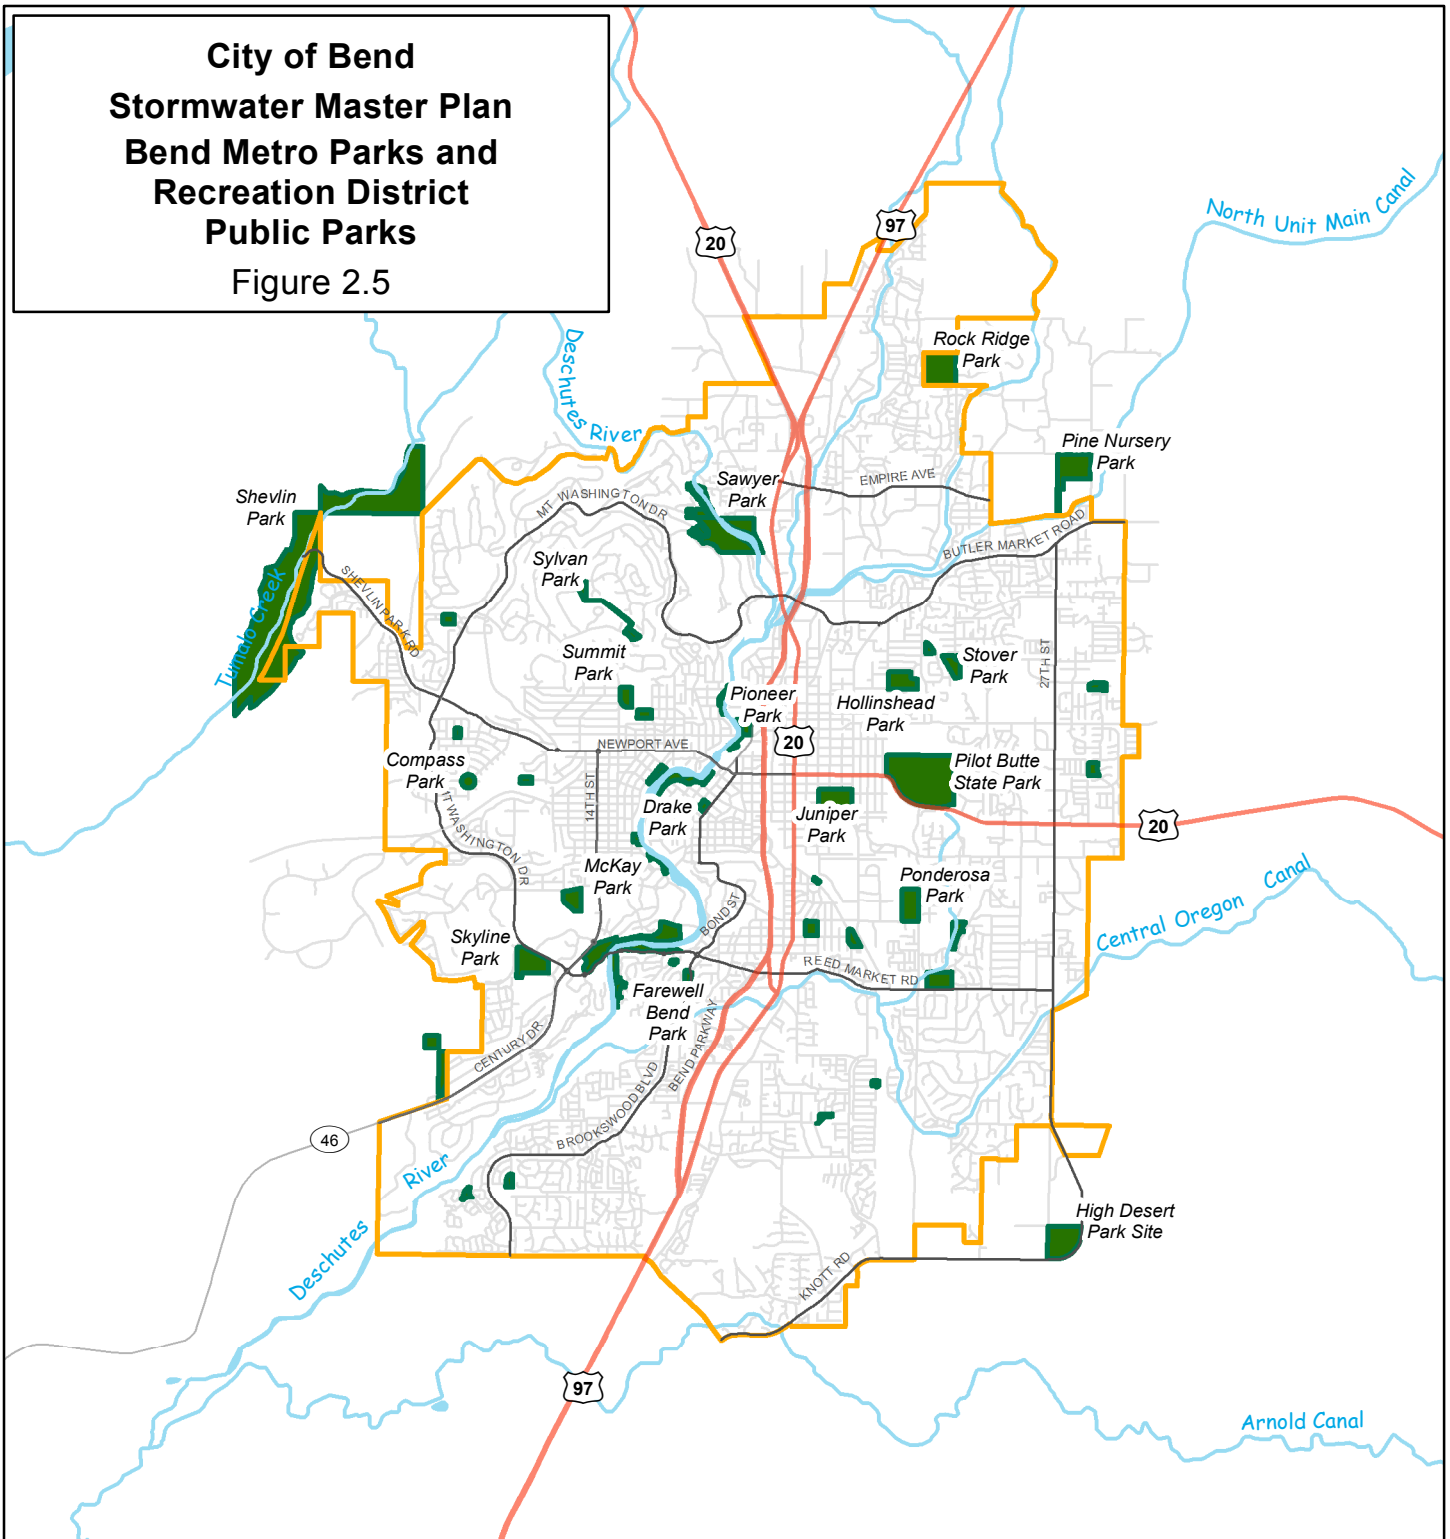 City of Bend
Stormwater Master Plan
Bend Metro Parks and
Recreation District
Public Parks
Figure 2.5
20
97
North Unit Main Canal
Deschutes River
Rock Ridge
Park
Pine Nursery
Park
Shevlin
Park
Sawyer
Park
EMPIRE AVE
MT. WASHINGTON DR
BUTLER MARKET ROAD
Sylvan
Park
SHEVLIN PARK RD
Tumalo Creek
Summit
Park
Stover
Park
27TH ST
Pioneer
Park
Hollinshead
Park
20
NEWPORT AVE
Compass
Park
Pilot Butte
State Park
14TH ST
Drake
Park
Juniper
Park
20
MT WASHINGTON DR
McKay
Park
Ponderosa
Park
Central Oregon Canal
BOND ST
Skyline
Park
REED MARKET RD
Farewell
Bend
Park
CENTURY DR
BEND PARKWAY
BROOKSWOOD BLVD
46
Deschutes River
High Desert
Park Site
KNOTT RD
97
Arnold Canal